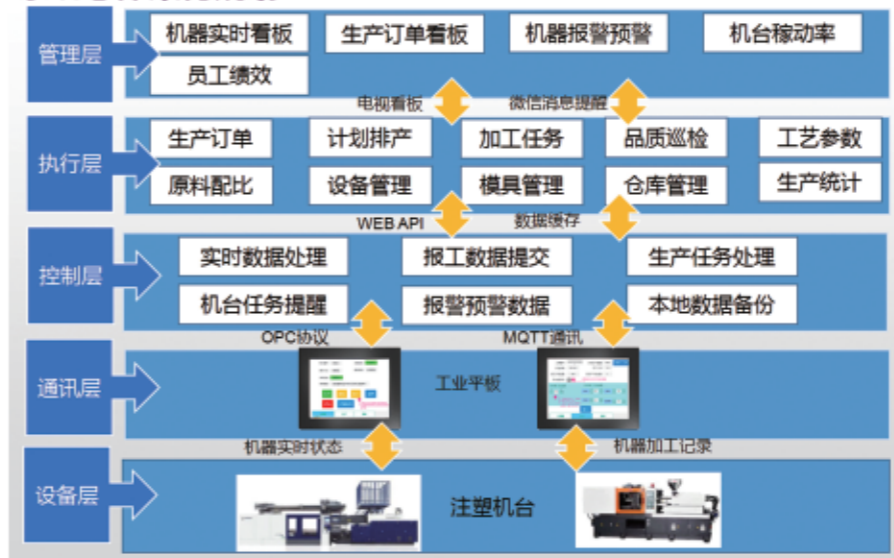 管理层
机器实时看板 生产订单看板 机器报警预警 机台稼动率
员工绩效
电视看板 微信消息提醒
执行层
生产订单 计划排产 加工任务 品质巡检 工艺参数
原料配比 设备管理 模具管理 仓库管理 生产统计
WEB API 数据缓存
控制层
实时数据处理 报工数据提交 生产任务处理
机台任务提醒 报警预警数据 本地数据备份
OPC协议 MQTT通讯
通讯层
工业平板
机器实时状态 机器加工记录
设备层
注塑机台